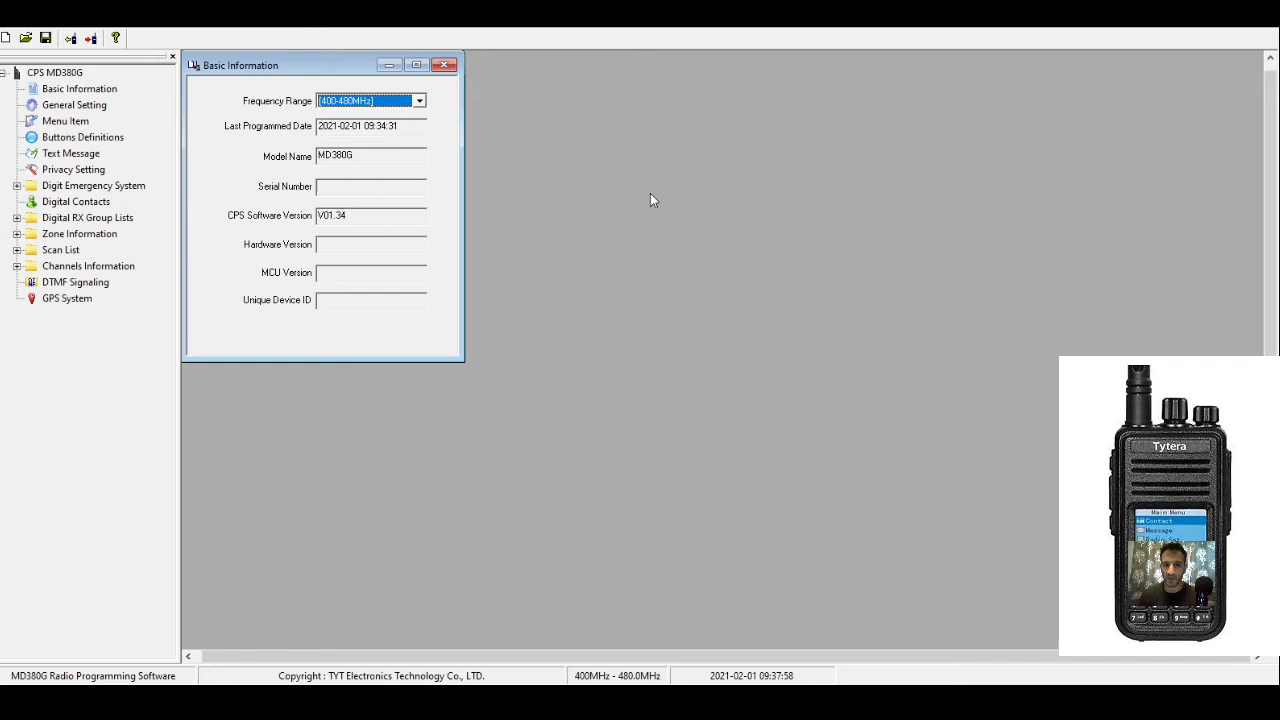 CPS MD380G
Basic Information
General Setting
Menu Item
Buttons Definitions
Text Message
Privacy Setting
Digit Emergency System
Digital Contacts
Digital RX Group Lists
Zone Information
Scan List
Channels Information
DTMF Signaling
GPS System
Basic Information
Frequency Range [400-480MHz]
Last Programmed Date 2021-02-01 09:34:31
Model Name MD380G
Serial Number
CPS Software Version V01.34
Hardware Version
MCU Version
Unique Device ID
Tytera
Main Menu
Contact
Message
MD380G Radio Programming Software
Copyright : TYT Electronics Technology Co., LTD.
400MHz - 480.0MHz
2021-02-01 09:37:58